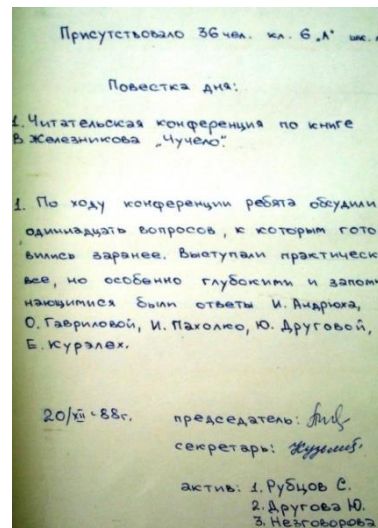 Присутствовало 36 чел. кл. 6 „А" шк.
Повестка дня:
1. Читательская конференция по книге
В. Железникова „Чучело".
1. По ходу конференции ребята обсудили
одиннадцать вопросов, к которым гото
вились заранее. Выступали практическ
все, но особенно глубокими и запом
нающимися были ответы И. Андрюха,
О. Гавриловой, И. Пахолко, Ю. Друговой,
Е. Курэлех.
20/XII-88г. председатель:
секретарь:
актив: 1. Рубцов С.
2. Другова Ю.
3. Незговорова